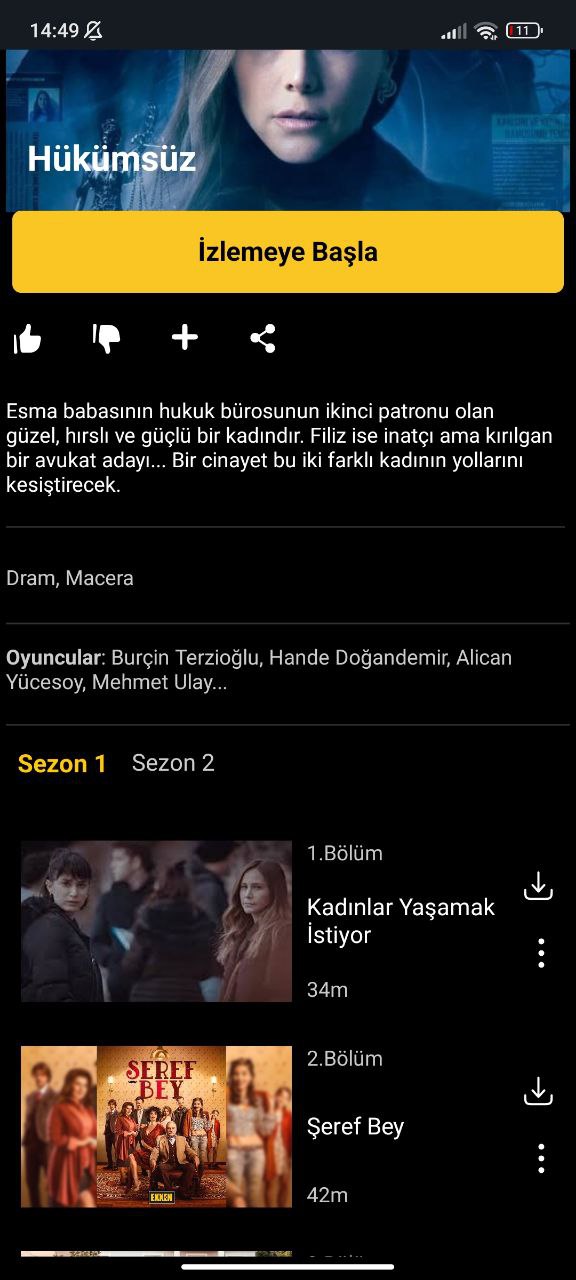 14:49
11
Hükümsüz
İzlemeye Başla
Esma babasının hukuk bürosunun ikinci patronu olan
güzel, hırslı ve güçlü bir kadındır. Filiz ise inatçı ama kırılgan
bir avukat adayı... Bir cinayet bu iki farklı kadının yollarını
kesiştirecek.
Dram, Macera
Oyuncular: Burçin Terzioğlu, Hande Doğandemir, Alican
Yücesoy, Mehmet Ulay...
Sezon 1 Sezon 2
1.Bölüm
Kadınlar Yaşamak
İstiyor
34m
2.Bölüm
ŞEREF
BEY
EXXEN
Şeref Bey
42m